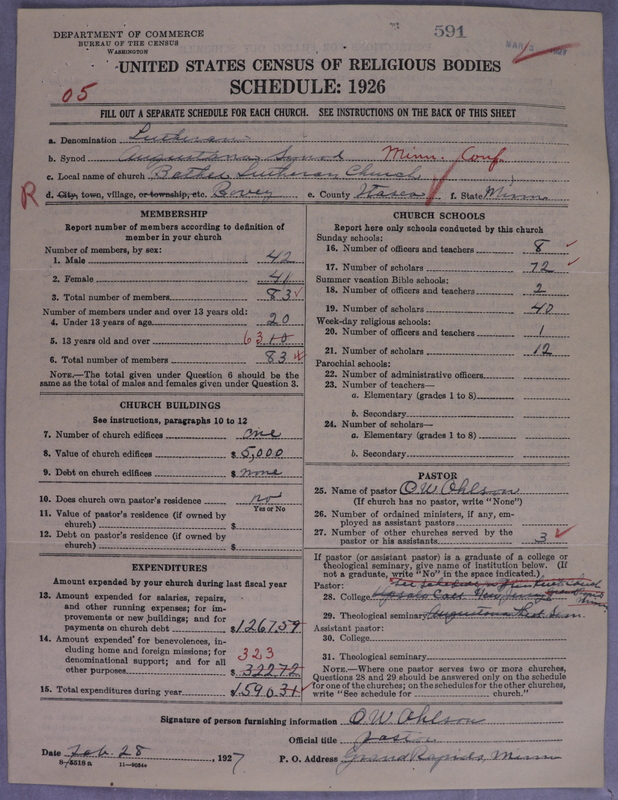 DEPARTMENT OF COMMERCE
BUREAU OF THE CENSUS
WASHINGTON
591
UNITED STATES CENSUS OF RELIGIOUS BODIES
SCHEDULE: 1926
05
FILL OUT A SEPARATE SCHEDULE FOR EACH CHURCH. SEE INSTRUCTIONS ON THE BACK OF THIS SHEET
a. Denomination Lutheran
b. Synod Augustana Synod Minn. Conf.
c. Local name of church Bethel Lutheran Church
R d. City, town, village, or township, etc. Bovey e. County Itasca f. State Minn.
MEMBERSHIP
Report number of members according to definition of
member in your church
Number of members, by sex:
1. Male 42
2. Female 41
3. Total number of members 83
Number of members under and over 13 years old:
4. Under 13 years of age 20
5. 13 years old and over 63
6. Total number of members 83
NOTE.—The total given under Question 6 should be the
same as the total of males and females given under Question 3.
CHURCH BUILDINGS
See instructions, paragraphs 10 to 12
7. Number of church edifices one
8. Value of church edifices $ 5,000
9. Debt on church edifices $ none
10. Does church own pastor's residence no
Yes or No
11. Value of pastor's residence (if owned by
church) $
12. Debt on pastor's residence (if owned by
church) $
EXPENDITURES
Amount expended by church during last fiscal year
13. Amount expended for salaries, repairs,
and other running expenses; for im-
provements or new buildings; and for
payments on church debt $1267.59
14. Amount expended for benevolences, in-
cluding home and foreign missions; for
denominational support; and for all
other purposes 323 $ 322.72
15. Total expenditures during year $1590.31
CHURCH SCHOOLS
Report here only schools conducted by this church
Sunday schools:
16. Number of officers and teachers 8
17. Number of scholars 72
Summer vacation Bible schools:
18. Number of officers and teachers 2
19. Number of scholars 40
Week-day religious schools:
20. Number of officers and teachers 1
21. Number of scholars 12
Parochial schools:
22. Number of administrative officers
23. Number of teachers—
a. Elementary (grades 1 to 8)
b. Secondary
24. Number of scholars—
a. Elementary (grades 1 to 8)
b. Secondary
PASTOR
25. Name of pastor O W Ohlson
(If church has no pastor, write "None")
26. Number of ordained ministers, if any, em-
ployed as assistant pastors
27. Number of other churches served by the
pastor or his assistants 3
If pastor (or assistant pastor) is a graduate of a college or
theological seminary, give name of institution below. (If
not a graduate, write "No" in the space indicated.)
Pastor:
28. College Upsala Coll. New Jersey
29. Theological seminary Augustana Theol. Sem.
Assistant pastor:
30. College
31. Theological seminary
NOTE.—Where one pastor serves two or more churches,
Questions 28 and 29 should be answered only on the schedule
for one of the churches; on the schedules for the other churches,
write "See schedule for church."
Signature of person furnishing information O W Ohlson
Official title pastor
Date Feb. 28, 1927 P. O. Address Grand Rapids, Minn
8—5518 a 11—9054